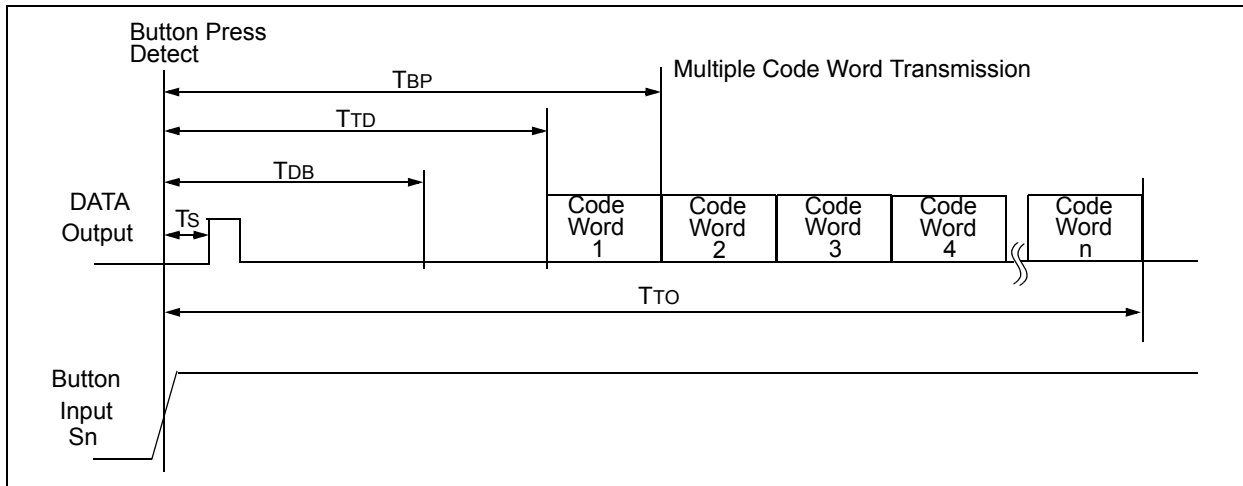 Button Press
Detect
Multiple Code Word Transmission
TBP
TTD
TDB
DATA
Output
TS
Code
Word
1
Code
Word
2
Code
Word
3
Code
Word
4
Code
Word
n
TTO
Button
Input
Sn